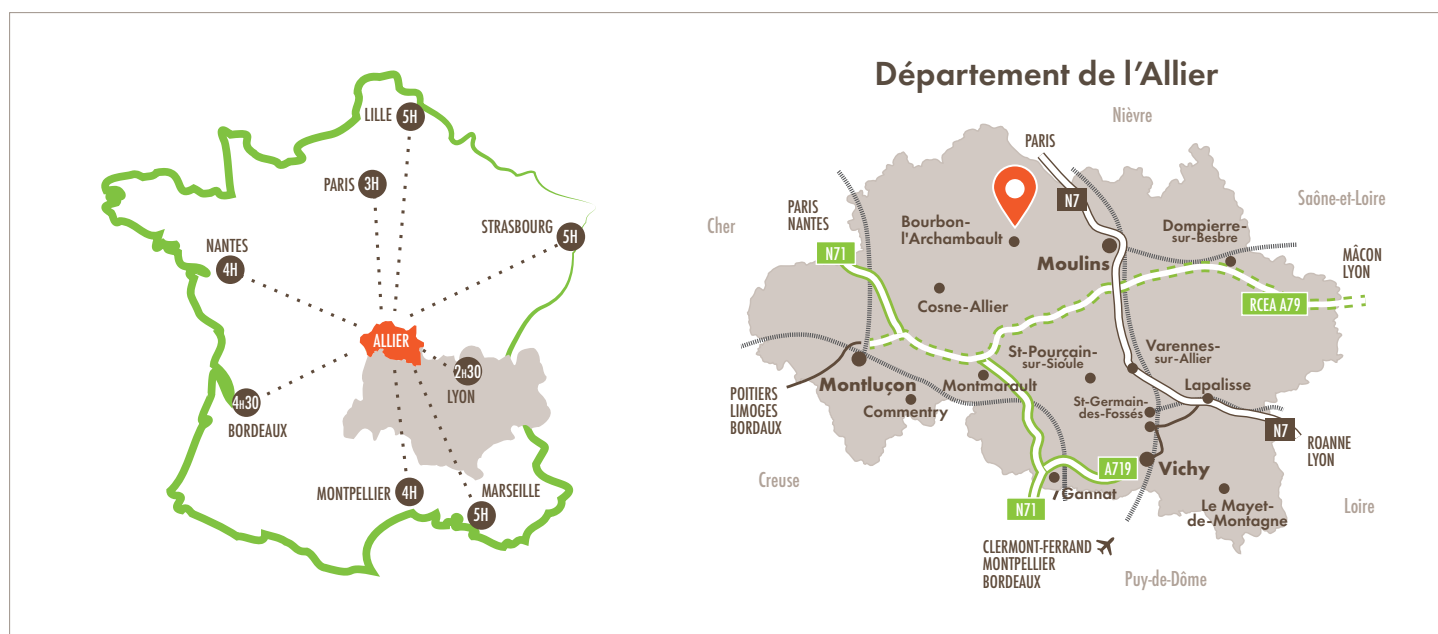 LILLE
5H
PARIS
3H
STRASBOURG
5H
NANTES
4H
ALLIER
2H30
LYON
4H30
BORDEAUX
MONTPELLIER
4H
MARSEILLE
5H
Département de l'Allier
Nièvre
PARIS
N7
Saône-et-Loire
Cher
PARIS
NANTES
N71
Bourbon-
l'Archambault
Moulins
Dompierre-
sur-Besbre
MÂCON
LYON
RCEA A79
Cosne-Allier
St-Pourçain-
sur-Sioule
Varennes-
sur-Allier
Montluçon
Montmarault
Lapalisse
POITIERS
LIMOGES
BORDAUX
Commentry
St-Germain-
des-Fossés
N7
ROANNE
LYON
Creuse
A719
Vichy
Gannat
N71
Le Mayet-
de-Montagne
Loire
CLERMONT-FERRAND
MONTPELLIER
BORDEAUX
Puy-de-Dôme